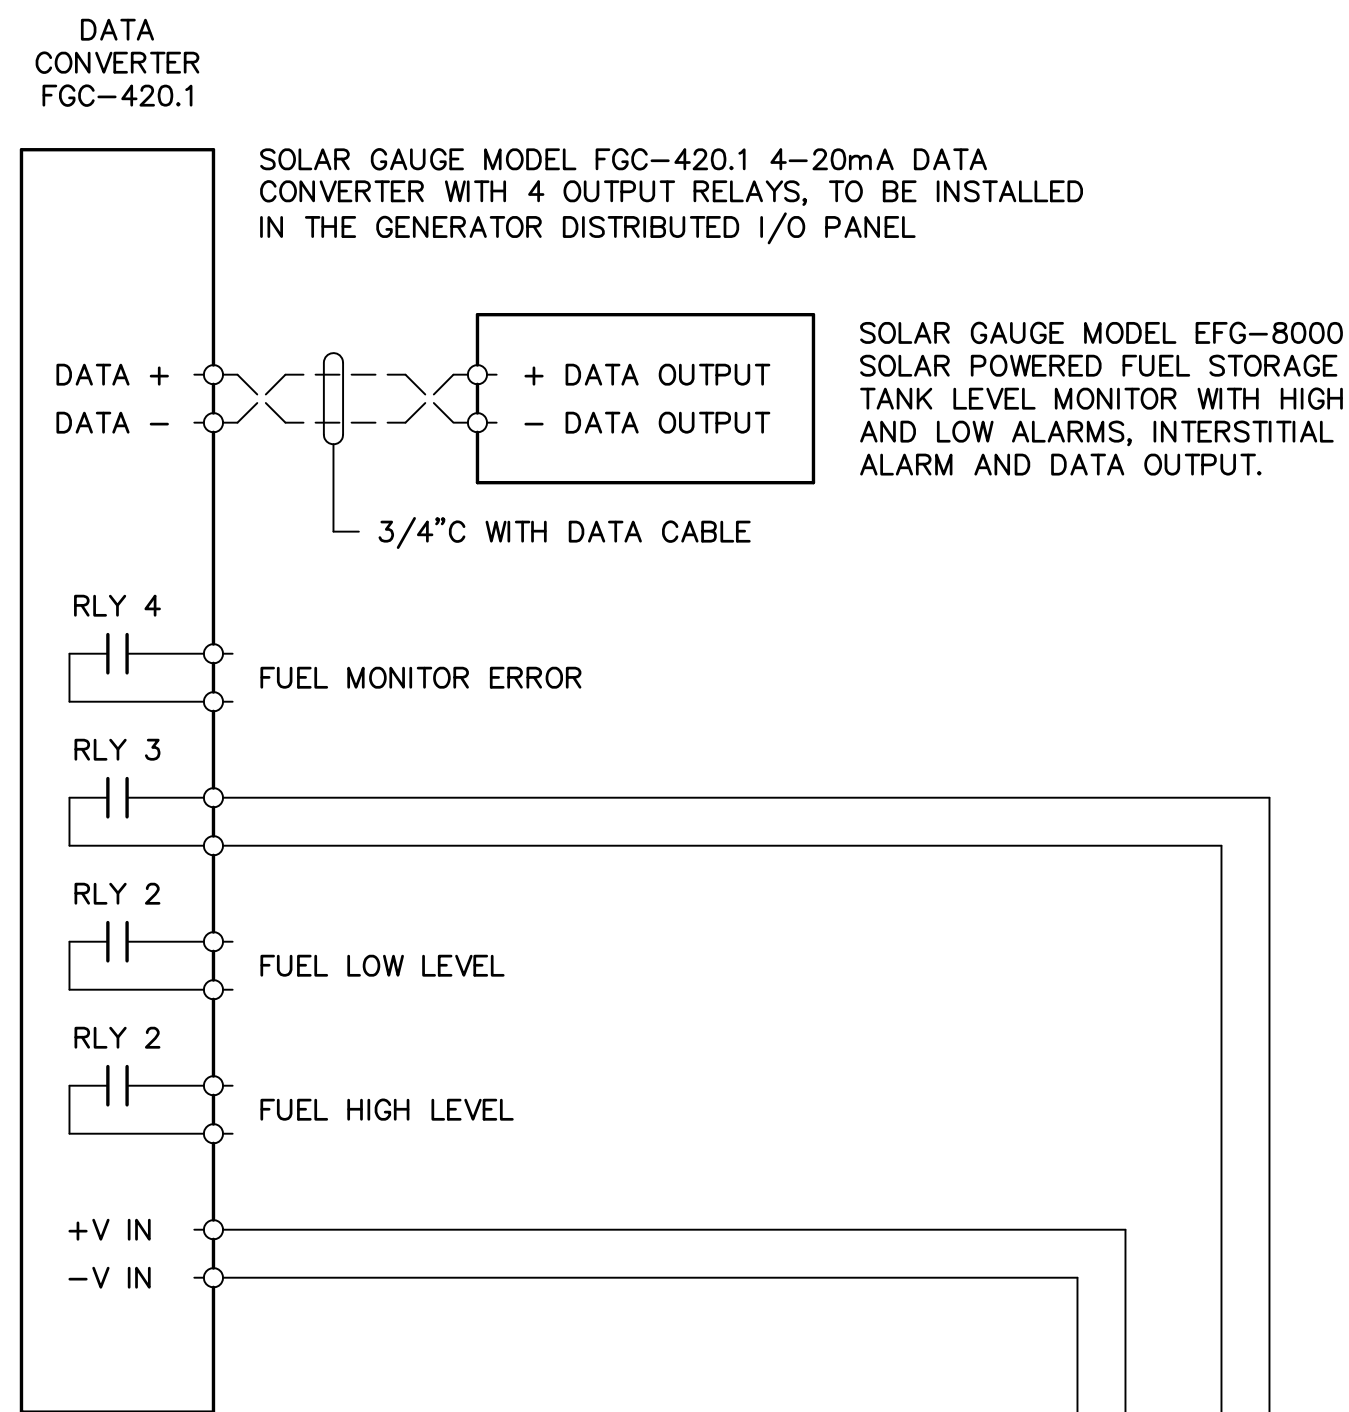 DATA
CONVERTER
FGC-420.1
SOLAR GAUGE MODEL FGC-420.1 4-20mA DATA
CONVERTER WITH 4 OUTPUT RELAYS, TO BE INSTALLED
IN THE GENERATOR DISTRIBUTED I/O PANEL
SOLAR GAUGE MODEL EFG-8000
SOLAR POWERED FUEL STORAGE
TANK LEVEL MONITOR WITH HIGH
AND LOW ALARMS, INTERSTITIAL
ALARM AND DATA OUTPUT.
DATA +
+ DATA OUTPUT
DATA -
- DATA OUTPUT
3/4"C WITH DATA CABLE
RLY 4
FUEL MONITOR ERROR
RLY 3
RLY 2
FUEL LOW LEVEL
RLY 2
FUEL HIGH LEVEL
+V IN
-V IN